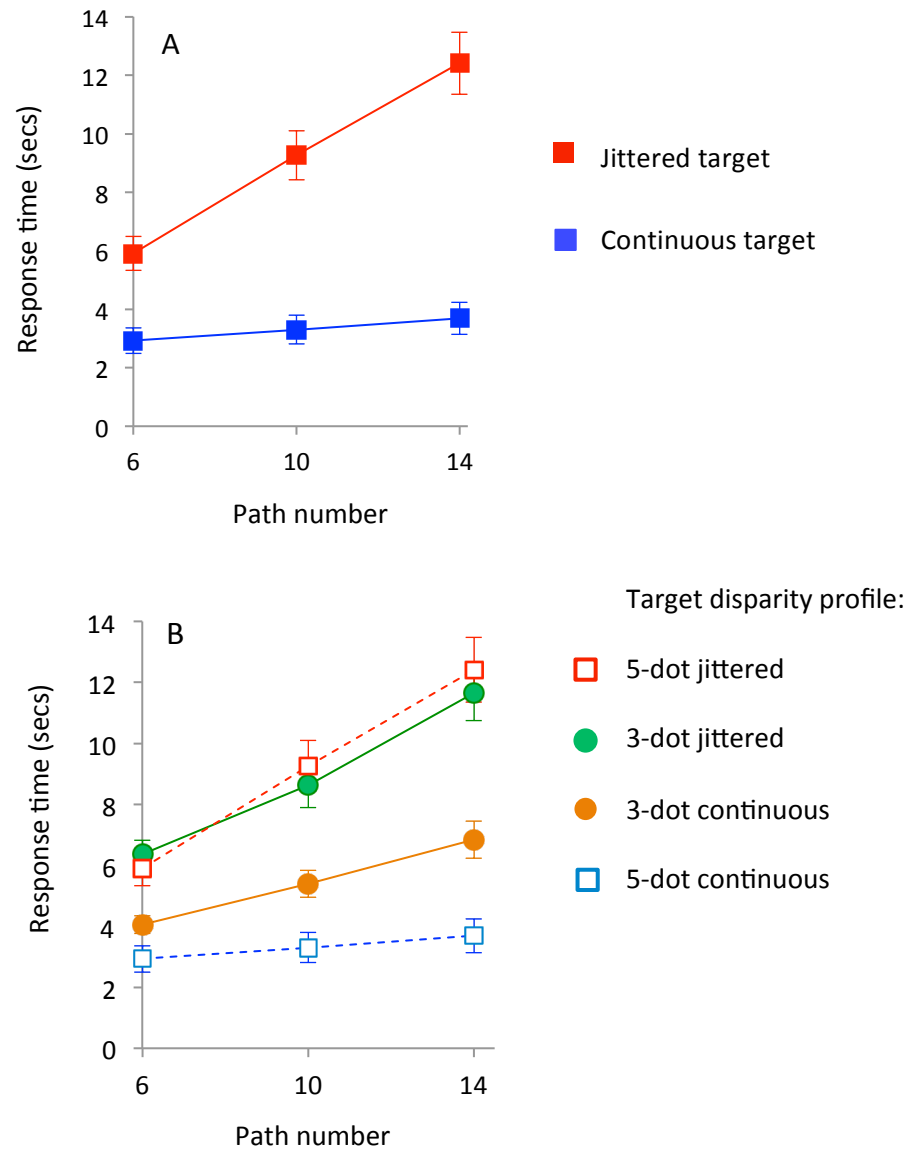 A
14
12
10
8
6
4
2
0
6 10 14
Response time (secs)
Path number
Jittered target
Continuous target
B
14
12
10
8
6
4
2
0
6 10 14
Response time (secs)
Path number
Target disparity profile:
5-dot jittered
3-dot jittered
3-dot continuous
5-dot continuous